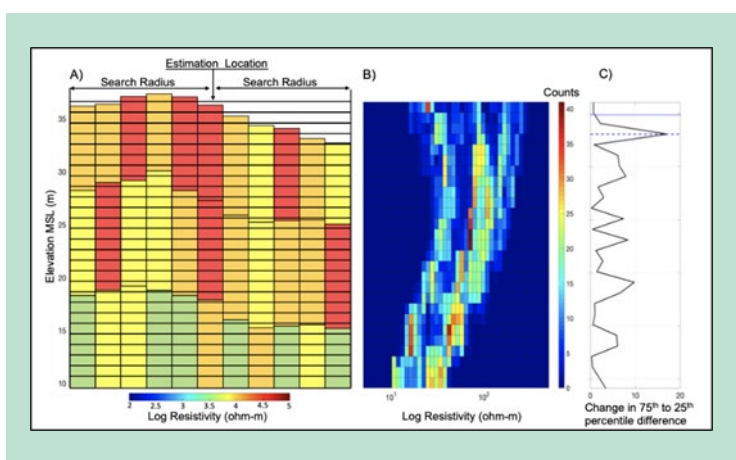 Estimation Location
A)
Search Radius
Search Radius
B)
C)
Counts
Elevation MSL (m)
35
30
25
20
15
10
40
35
30
25
20
15
10
5
0
2
2.5
3
3.5
4
4.5
5
Log Resistivity (ohm-m)
10¹
10²
Log Resistivity (ohm-m)
0
10
20
Change in 75th to 25th
percentile difference